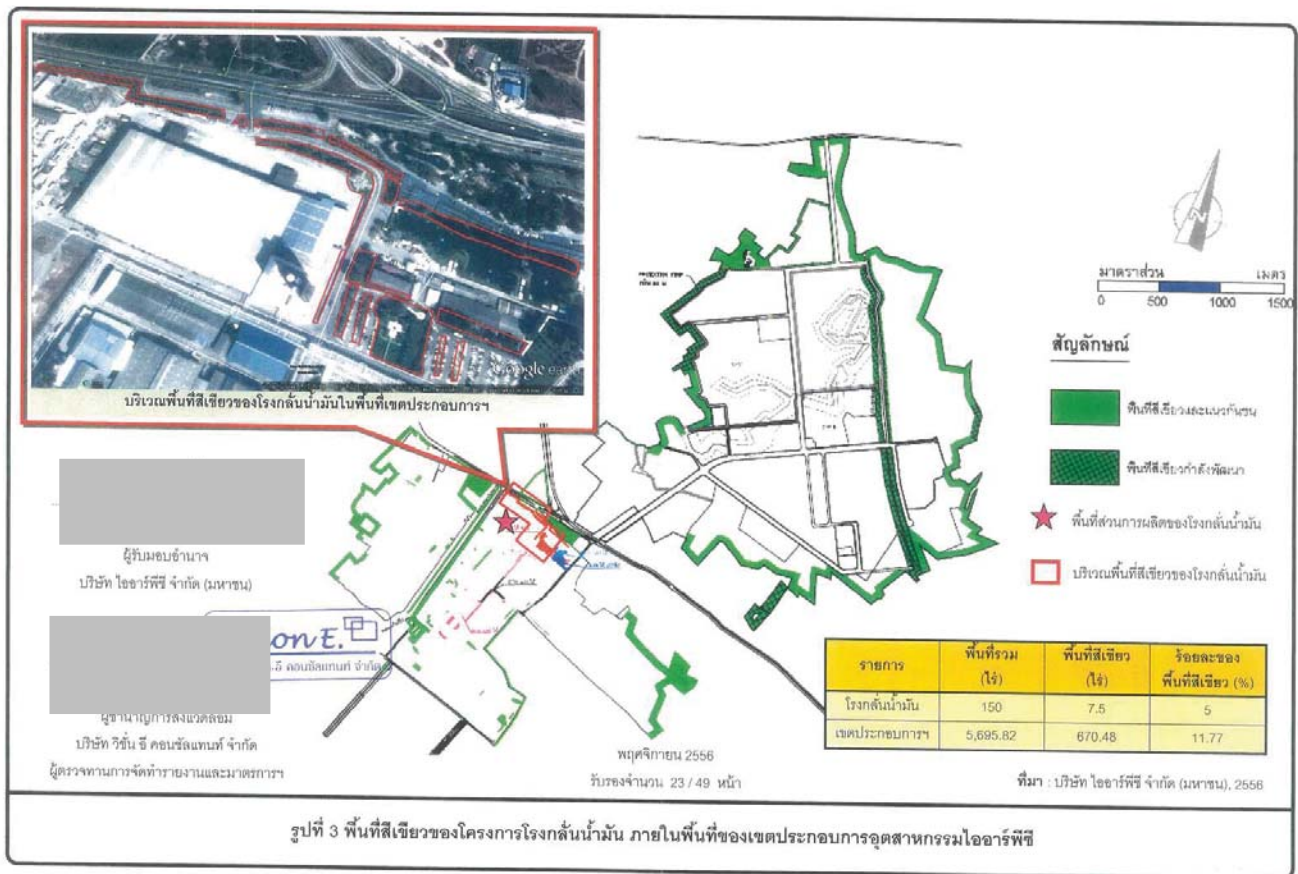 Google earth
บริเวณพื้นที่สีเขียวของโรงกลั่นน้ำมันในพื้นที่เขตประกอบการฯ
มาตราส่วน เมตร
0 500 1000 1500
สัญลักษณ์
พื้นที่สีเขียวและแนวกันชน
พื้นที่สีเขียวกำลังพัฒนา
พื้นที่ส่วนการผลิตของโรงกลั่นน้ำมัน
บริเวณพื้นที่สีเขียวของโรงกลั่นน้ำมัน
ผู้รับมอบอำนาจ
บริษัท ไออาร์พีซี จำกัด (มหาชน)
on E.
.อี คอนซัลแทนท์ จำกัด
ผู้ชำนาญการสิ่งแวดล้อม
บริษัท วิชั่น อี คอนซัลแทนท์ จำกัด
ผู้ตรวจทานการจัดทำรายงานและมาตรการฯ
พฤศจิกายน 2556
รับรองจำนวน 23 / 49 หน้า
รายการ พื้นที่รวม (ไร่) พื้นที่สีเขียว (ไร่) ร้อยละของพื้นที่สีเขียว (%)
โรงกลั่นน้ำมัน 150 7.5 5
เขตประกอบการฯ 5,695.82 670.48 11.77
ที่มา : บริษัท ไออาร์พีซี จำกัด (มหาชน), 2556
รูปที่ 3 พื้นที่สีเขียวของโครงการโรงกลั่นน้ำมัน ภายในพื้นที่ของเขตประกอบการอุตสาหกรรมไออาร์พีซี